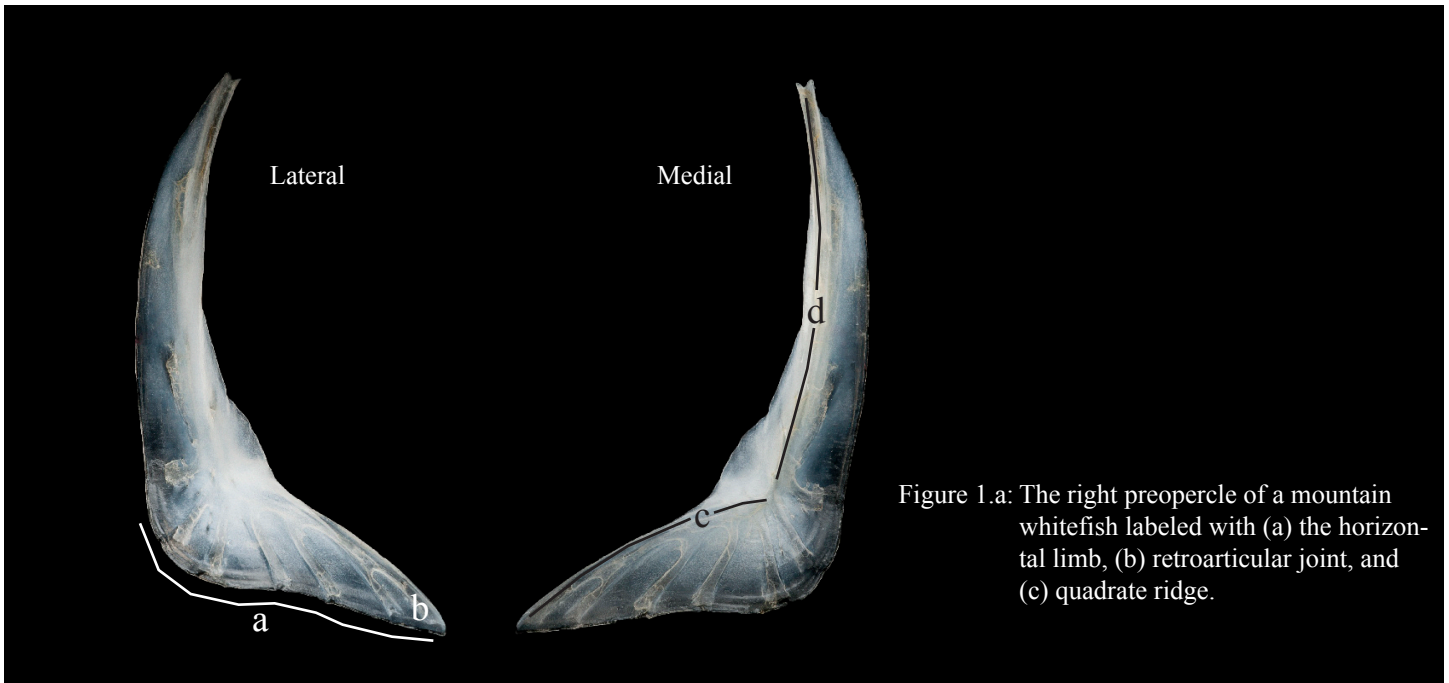 Lateral
Medial
d
c
a
b
Figure 1.a: The right preopercle of a mountain
whitefish labeled with (a) the horizon-
tal limb, (b) retroarticular joint, and
(c) quadrate ridge.